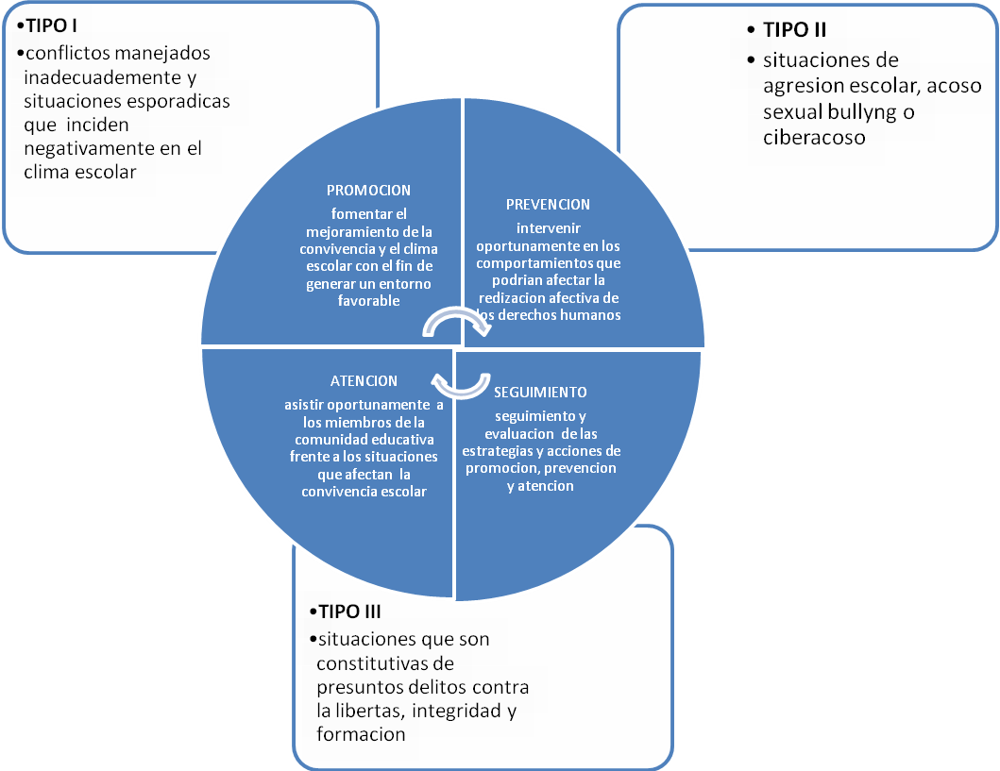 •TIPO I
•conflictos manejados
inadecuademente y
situaciones esporadicas
que inciden
negativamente en el
clima escolar
• TIPO II
• situaciones de
agresion escolar, acoso
sexual bullyng o
ciberacoso
PROMOCION
fomentar el
mejoramiento de la
convivencia y el clima
escolar con el fin de
generar un entorno
favorable
PREVENCION
intervenir
oportunamente en los
comportamientos que
podrian afectar la
redizacion afectiva de
los derechos humanos
ATENCION
asistir oportunamente a
los miembros de la
comunidad educativa
frente a los situaciones
que afectan la
convivencia escolar
SEGUIMIENTO
seguimiento y
evaluacion de las
estrategias y acciones de
promocion, prevencion
y atencion
•TIPO III
•situaciones que son
constitutivas de
presuntos delitos contra
la libertas, integridad y
formacion